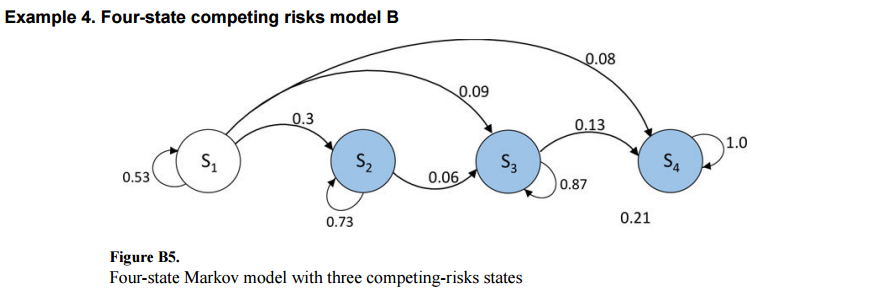 Example 4. Four-state competing risks model B
0.08
0.09
0.3
0.13
1.0
S1
S2
S3
S4
0.53
0.06
0.87
0.73
0.21
Figure B5.
Four-state Markov model with three competing-risks states